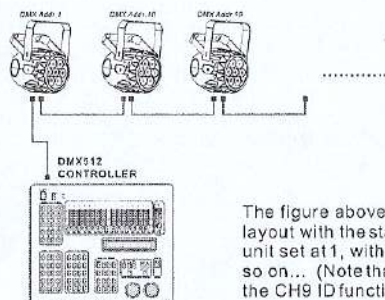 DMX Addr 1 DMX Addr 10 DMX Addr 19
DMX512
CONTROLLER
The figure above
layout with the sta
unit set at 1, with
so on... (Note tha
the CH9 ID functi